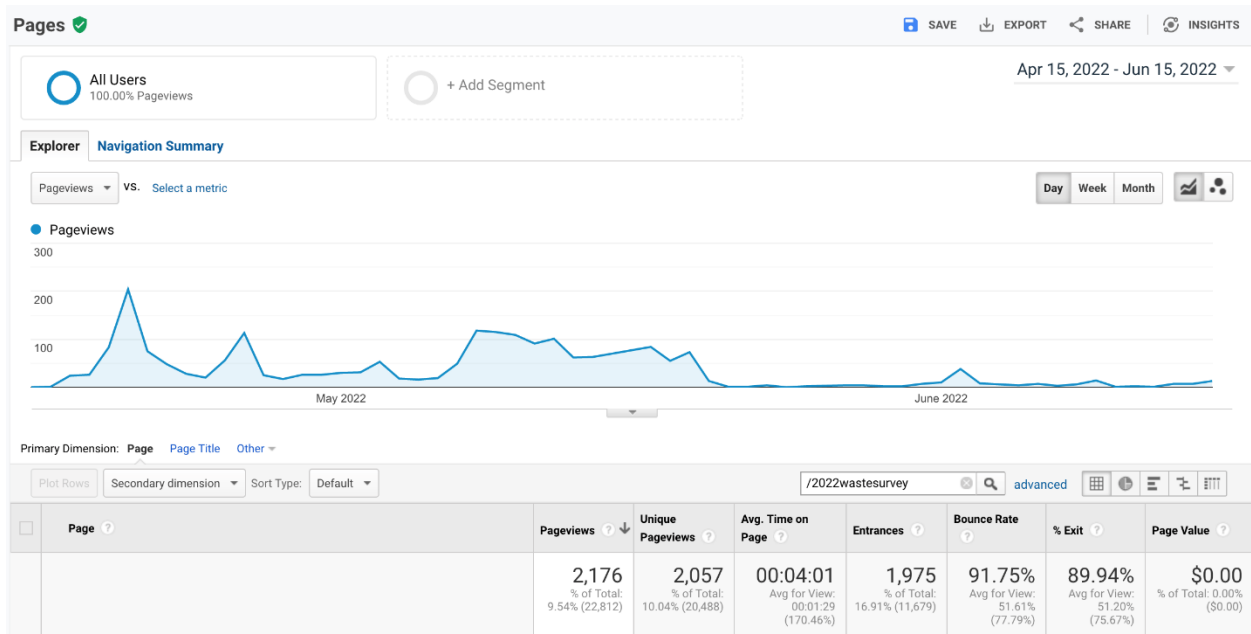 Pages
SAVE EXPORT SHARE INSIGHTS
All Users
100.00% Pageviews
+ Add Segment
Apr 15, 2022 - Jun 15, 2022
Explorer Navigation Summary
Pageviews VS. Select a metric
Day Week Month
Pageviews
300
200
100
May 2022 June 2022
Primary Dimension: Page Page Title Other
Plot Rows Secondary dimension Sort Type: Default
/2022wastesurvey advanced
Page ? Pageviews ? Unique Pageviews ? Avg. Time on Page ? Entrances ? Bounce Rate ? % Exit ? Page Value ?
2,176 2,057 00:04:01 1,975 91.75% 89.94% $0.00
% of Total: 9.54% (22,812) % of Total: 10.04% (20,488) Avg for View: 00:01:29 (170.46%) % of Total: 16.91% (11,679) Avg for View: 51.61% (77.79%) Avg for View: 51.20% (75.67%) % of Total: 0.00% ($0.00)